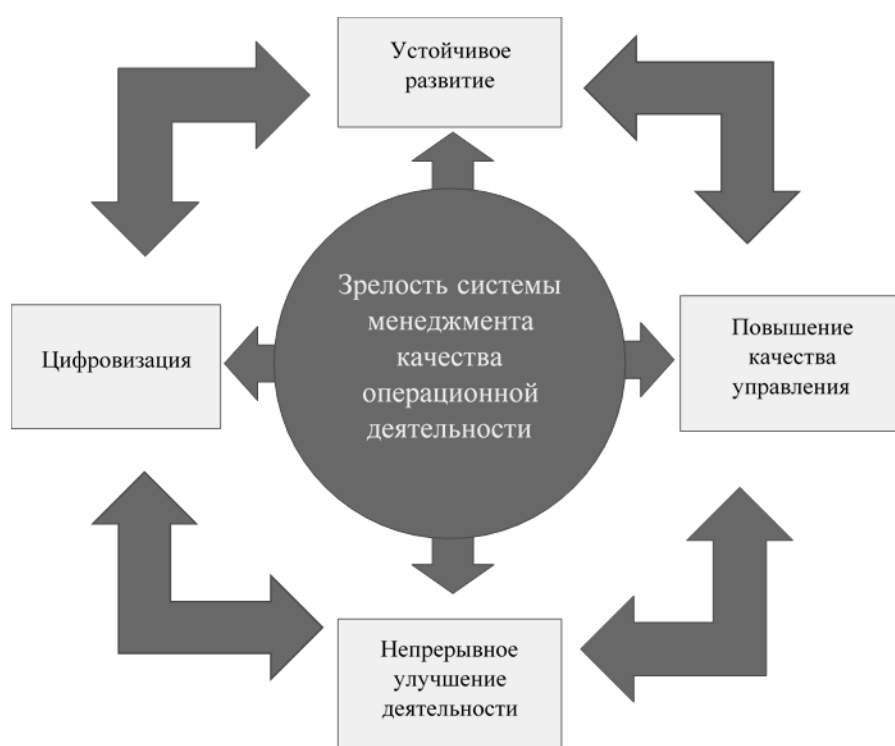 Устойчивое
развитие
Зрелость системы
менеджмента
качества
операционной
деятельности
Цифровизация
Повышение
качества
управления
Непрерывное
улучшение
деятельности